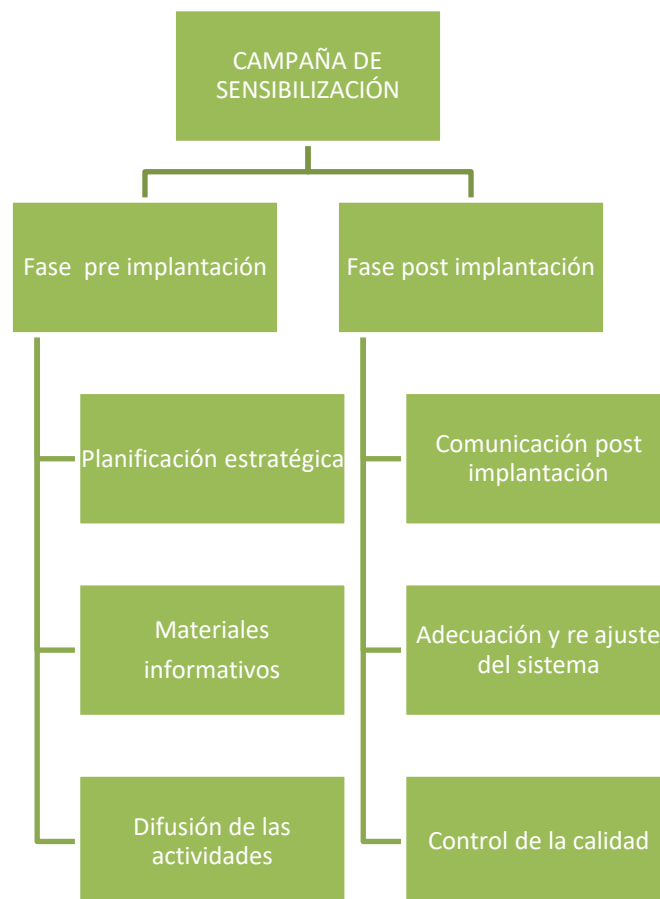 CAMPAÑA DE
SENSIBILIZACIÓN
Fase pre implantación
Fase post implantación
Planificación estratégica
Comunicación post
implantación
Materiales
informativos
Adecuación y re ajuste
del sistema
Difusión de las
actividades
Control de la calidad